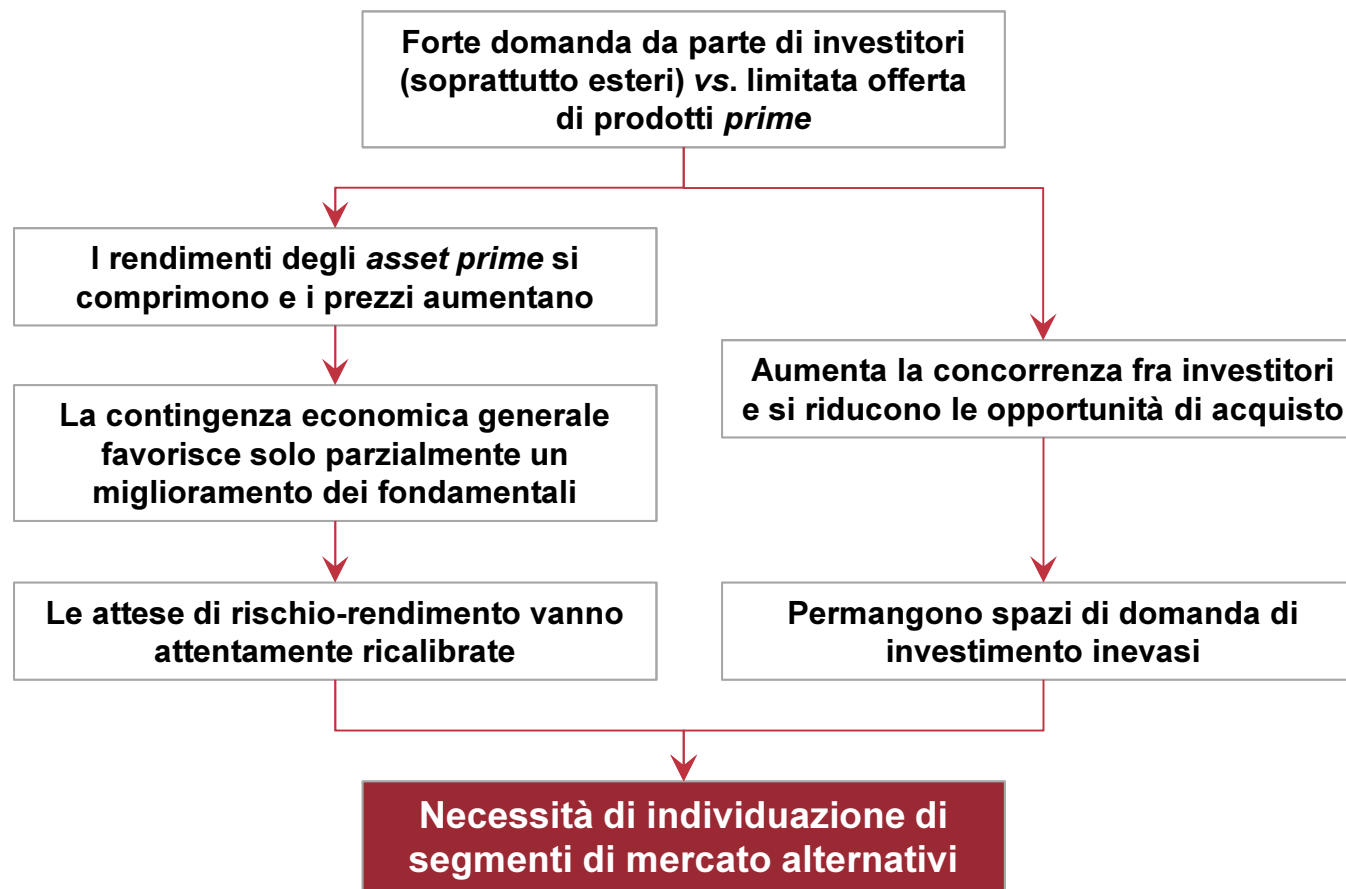 Forte domanda da parte di investitori
(soprattutto esteri) vs. limitata offerta
di prodotti prime
I rendimenti degli asset prime si
comprimono e i prezzi aumentano
La contingenza economica generale
favorisce solo parzialmente un
miglioramento dei fondamentali
Le attese di rischio-rendimento vanno
attentamente ricalibrate
Aumenta la concorrenza fra investitori
e si riducono le opportunità di acquisto
Permangono spazi di domanda di
investimento inevasi
Necessità di individuazione di
segmenti di mercato alternativi